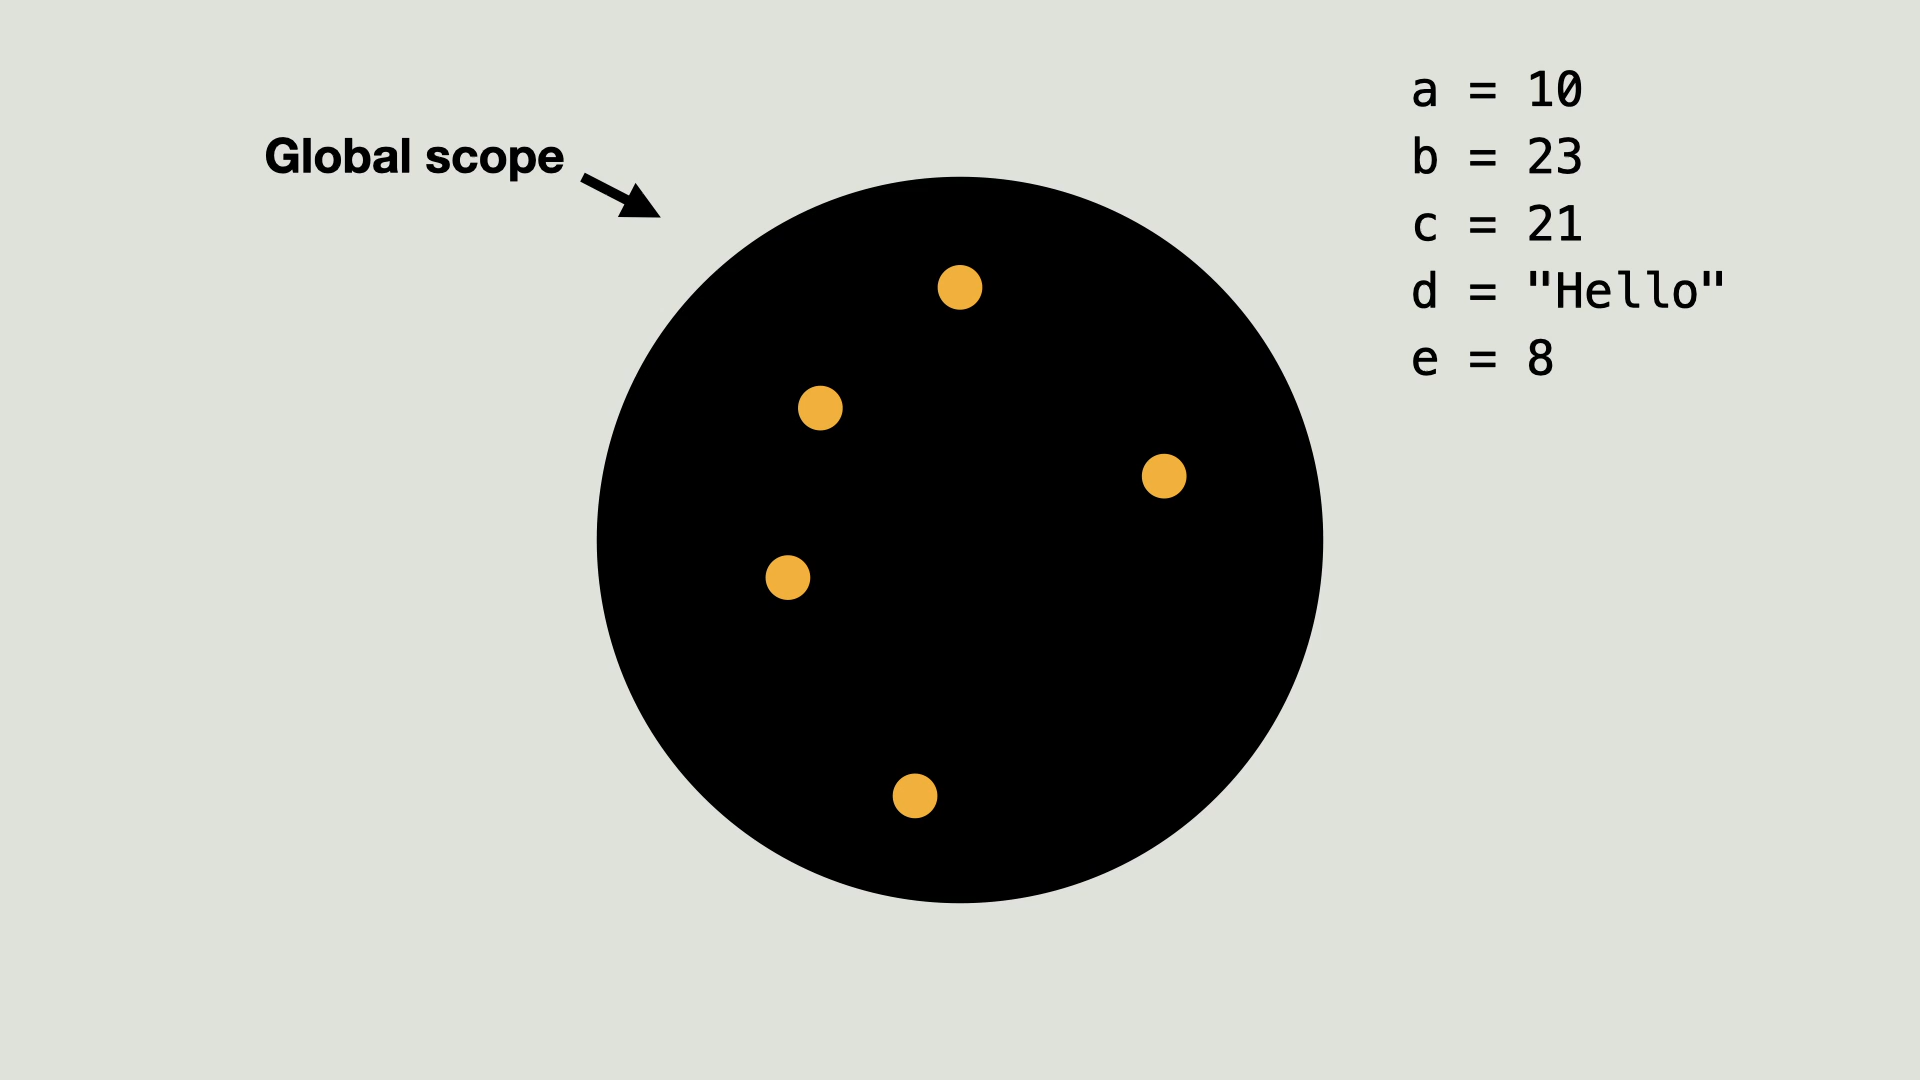 Global scope
a = 10
b = 23
c = 21
d = "Hello"
e = 8